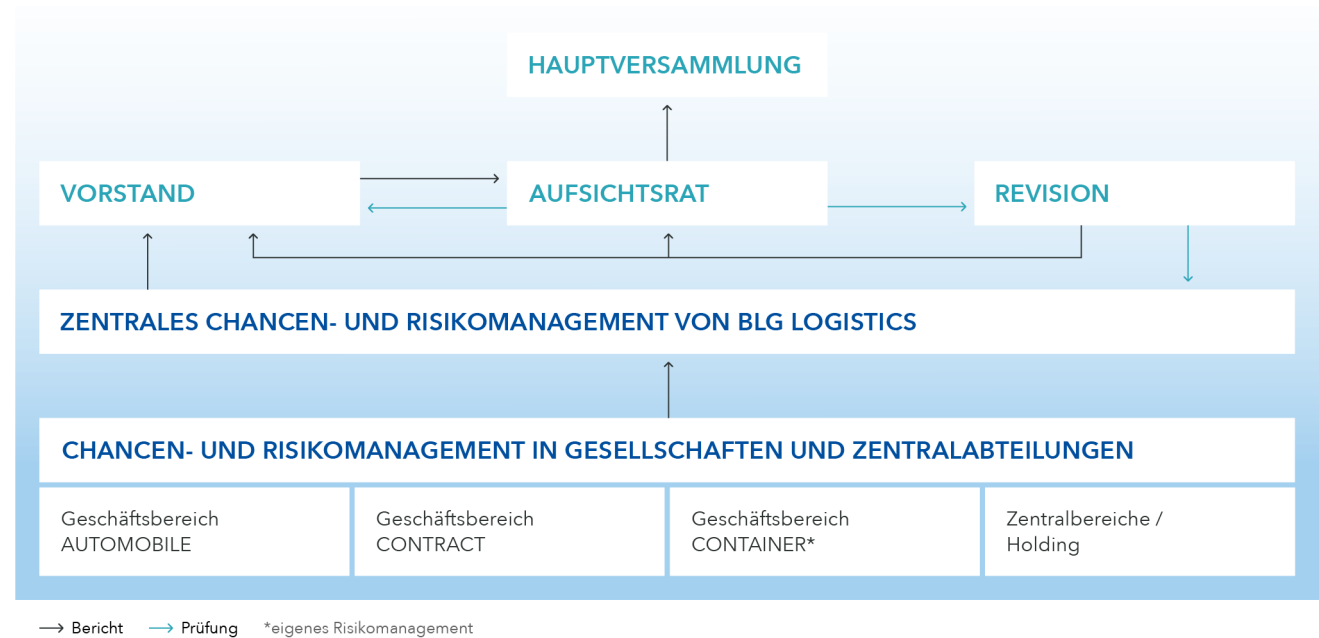 HAUPTVERSAMMLUNG
VORSTAND
AUFSICHTSRAT
REVISION
ZENTRALES CHANCEN- UND RISIKOMANAGEMENT VON BLG LOGISTICS
CHANCEN- UND RISIKOMANAGEMENT IN GESELLSCHAFTEN UND ZENTRALABTEILUNGEN
Geschäftsbereich
AUTOMOBILE
Geschäftsbereich
CONTRACT
Geschäftsbereich
CONTAINER*
Zentralbereiche /
Holding
Bericht
Prüfung
*eigenes Risikomanagement